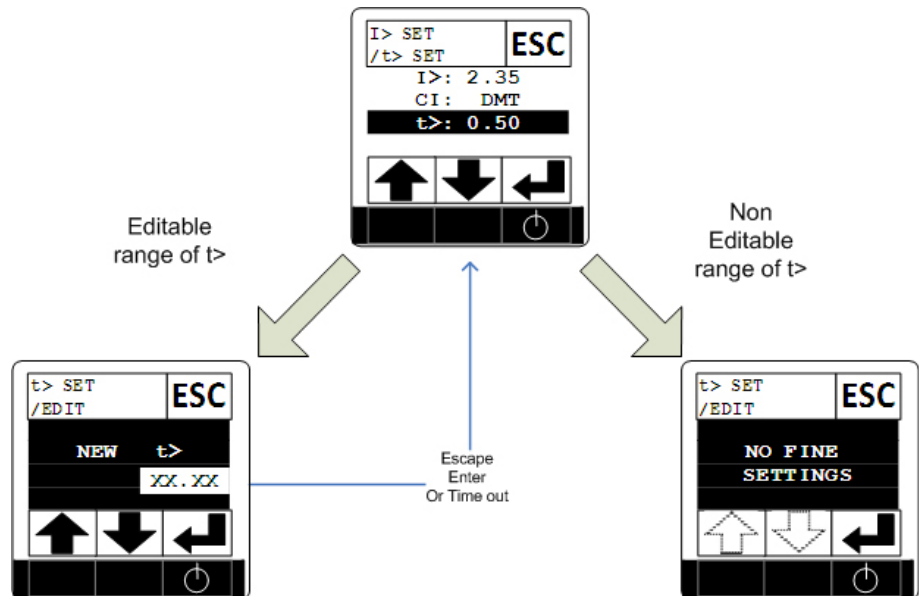 I> SET
/t> SET
ESC
I>: 2.35
CI: DMT
t>: 0.50
Editable
range of t>
Non
Editable
range of t>
t> SET
/EDIT
ESC
NEW t>
XX.XX
Escape
Enter
Or Time out
t> SET
/EDIT
ESC
NO FINE
SETTINGS